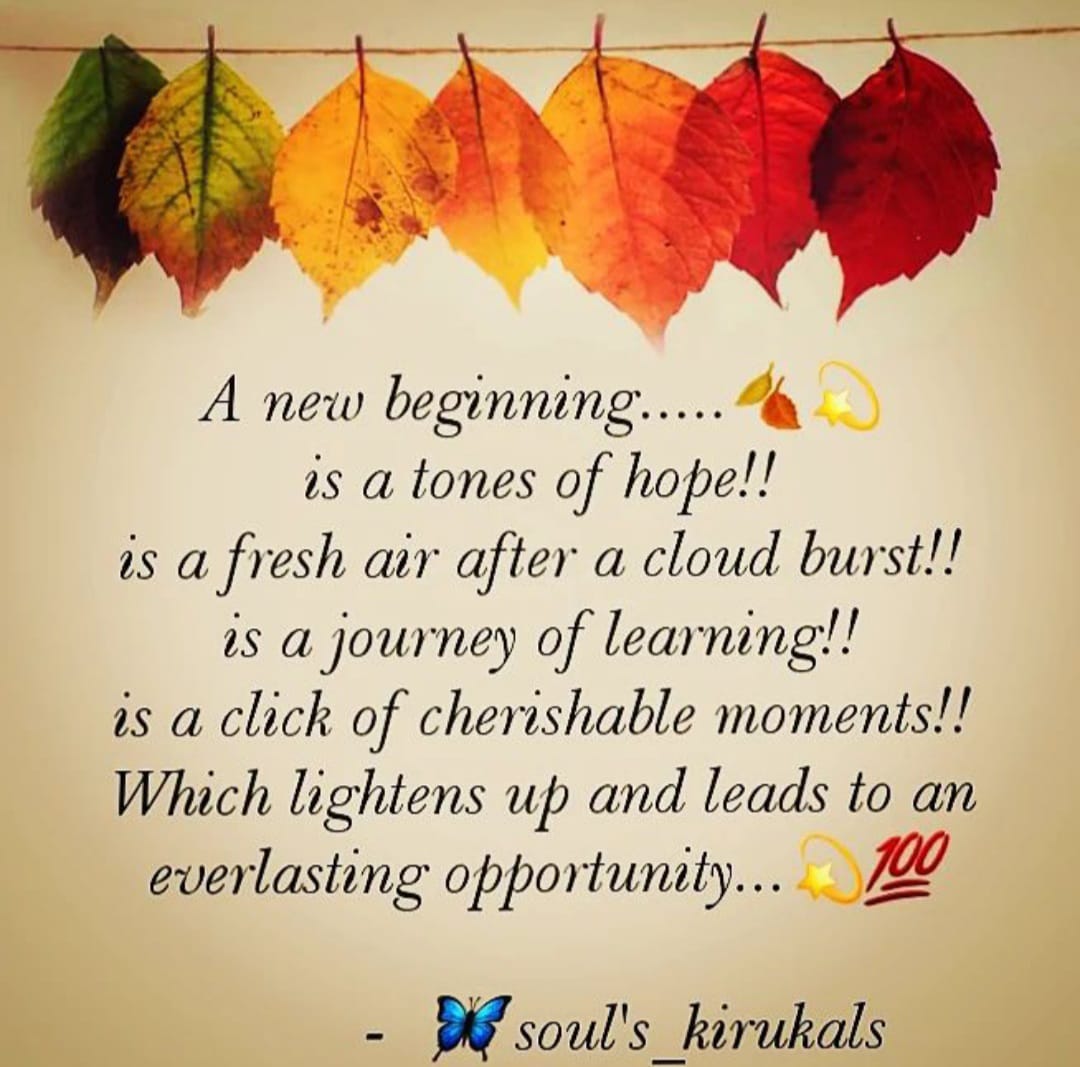 A new beginning.....🍂💫
is a tones of hope!!
is a fresh air after a cloud burst!!
is a journey of learning!!
is a click of cherishable moments!!
Which lightens up and leads to an
everlasting opportunity...💫💯
- 🦋soul's_kirukals